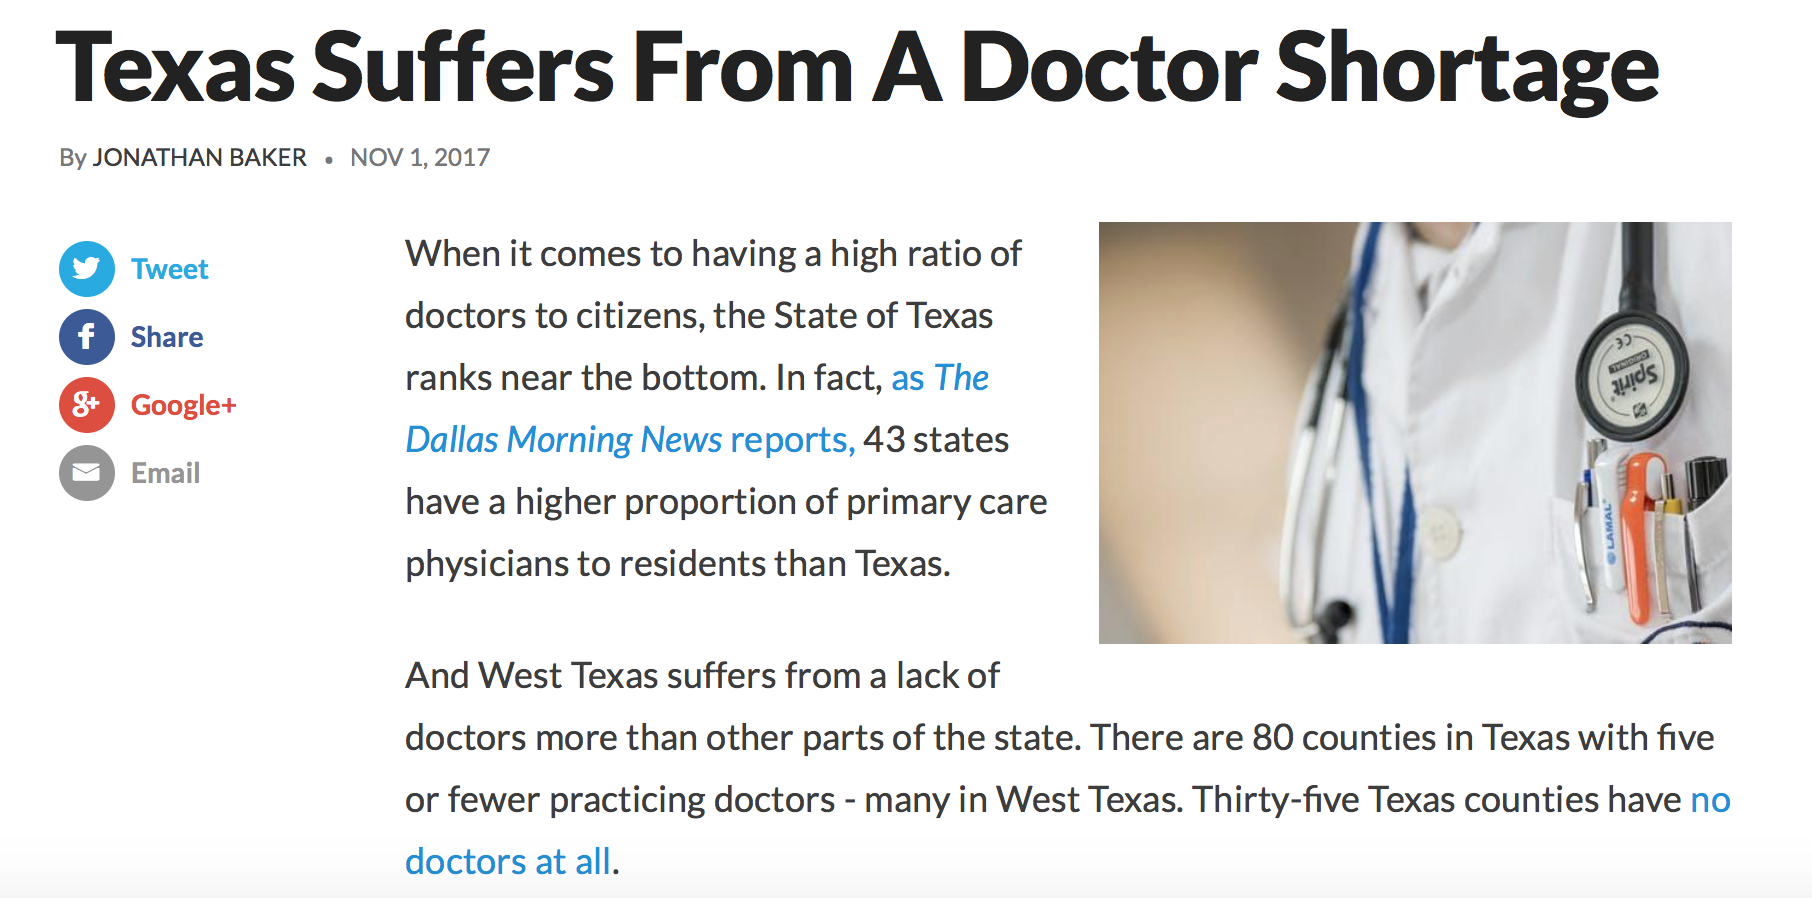 Texas Suffers From A Doctor Shortage
By JONATHAN BAKER • NOV 1, 2017
Tweet
Share
Google+
Email
When it comes to having a high ratio of
doctors to citizens, the State of Texas
ranks near the bottom. In fact, as The
Dallas Morning News reports, 43 states
have a higher proportion of primary care
physicians to residents than Texas.
And West Texas suffers from a lack of
doctors more than other parts of the state. There are 80 counties in Texas with five
or fewer practicing doctors - many in West Texas. Thirty-five Texas counties have no
doctors at all.
CE
ORIGINAL
Spirit
LAMAL